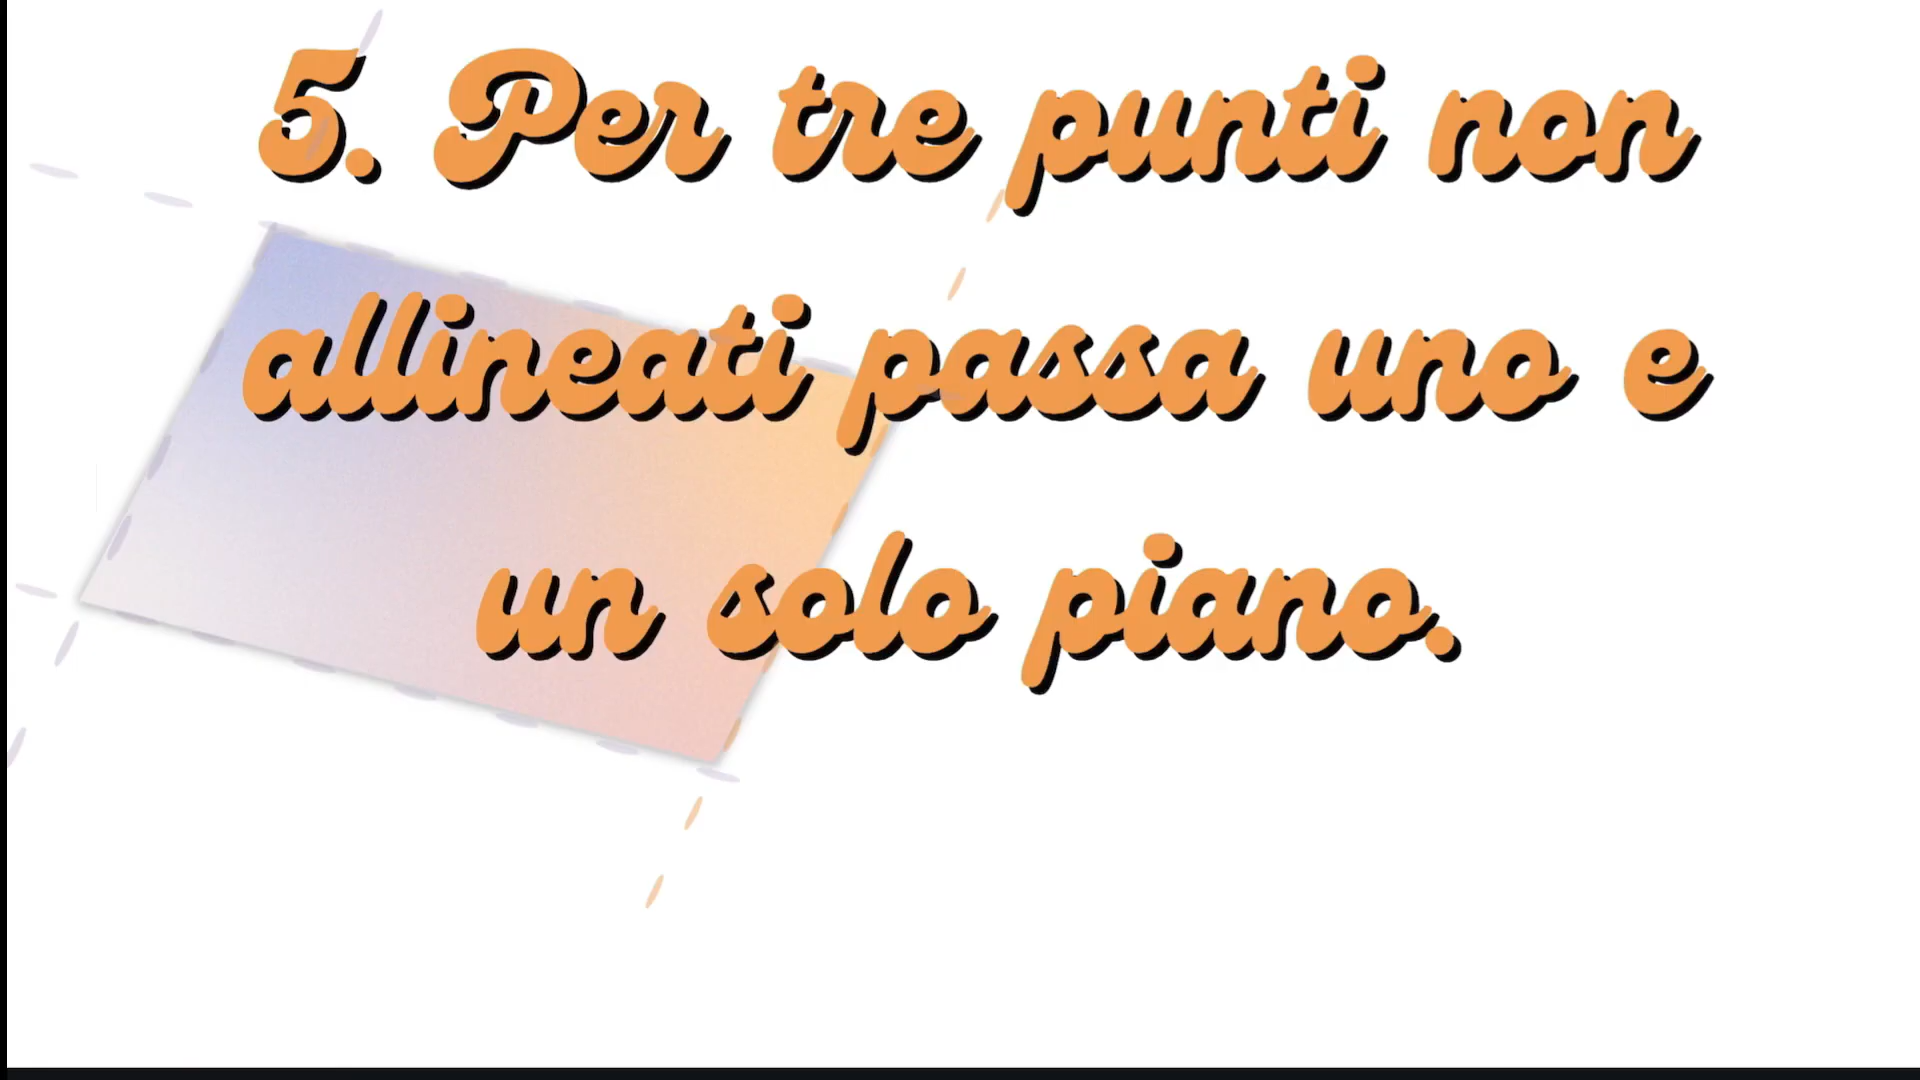 5. Per tre punti non
allineati passa uno e
un solo piano.